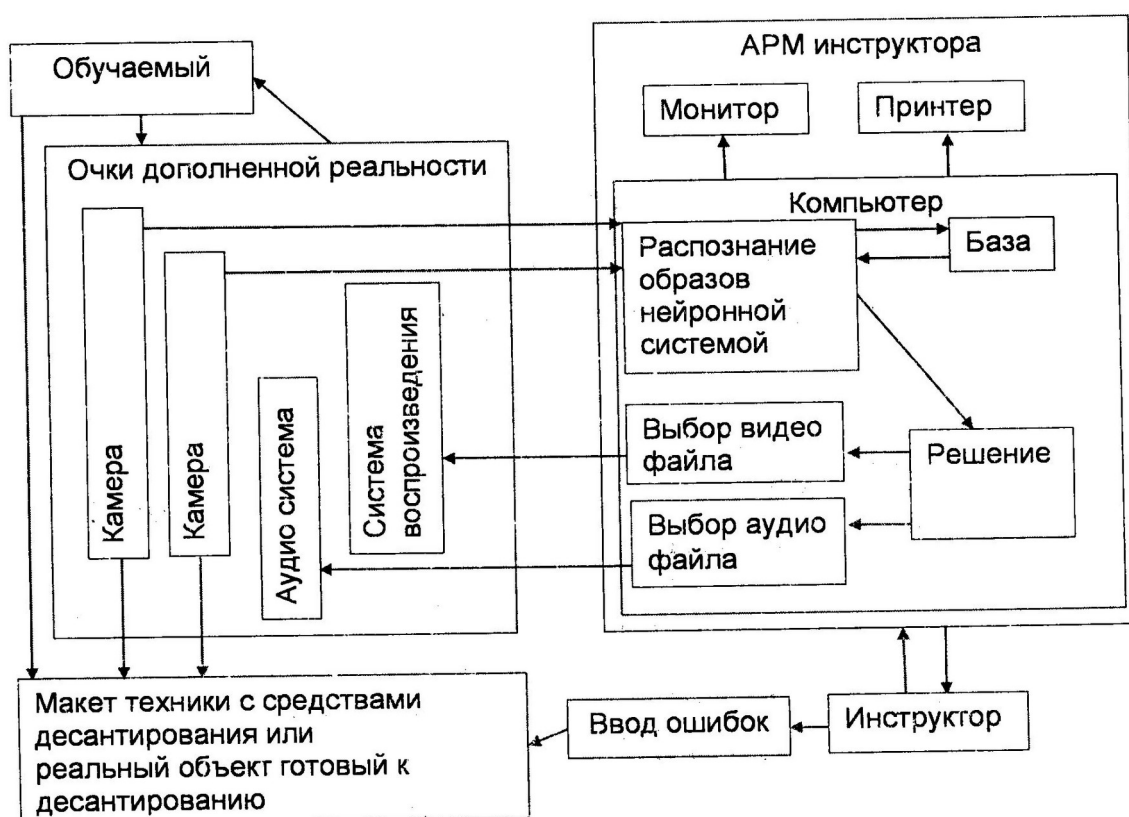 Обучаемый
АРМ инструктора
Монитор
Принтер
Очки дополненной реальности
Камера
Камера
Аудио система
Система
воспроизведения
Компьютер
Распознание
образов
нейронной
системой
База
Выбор видео
файла
Выбор аудио
файла
Решение
Макет техники с средствами
десантирования или
реальный объект готовый к
десантированию
Ввод ошибок
Инструктор